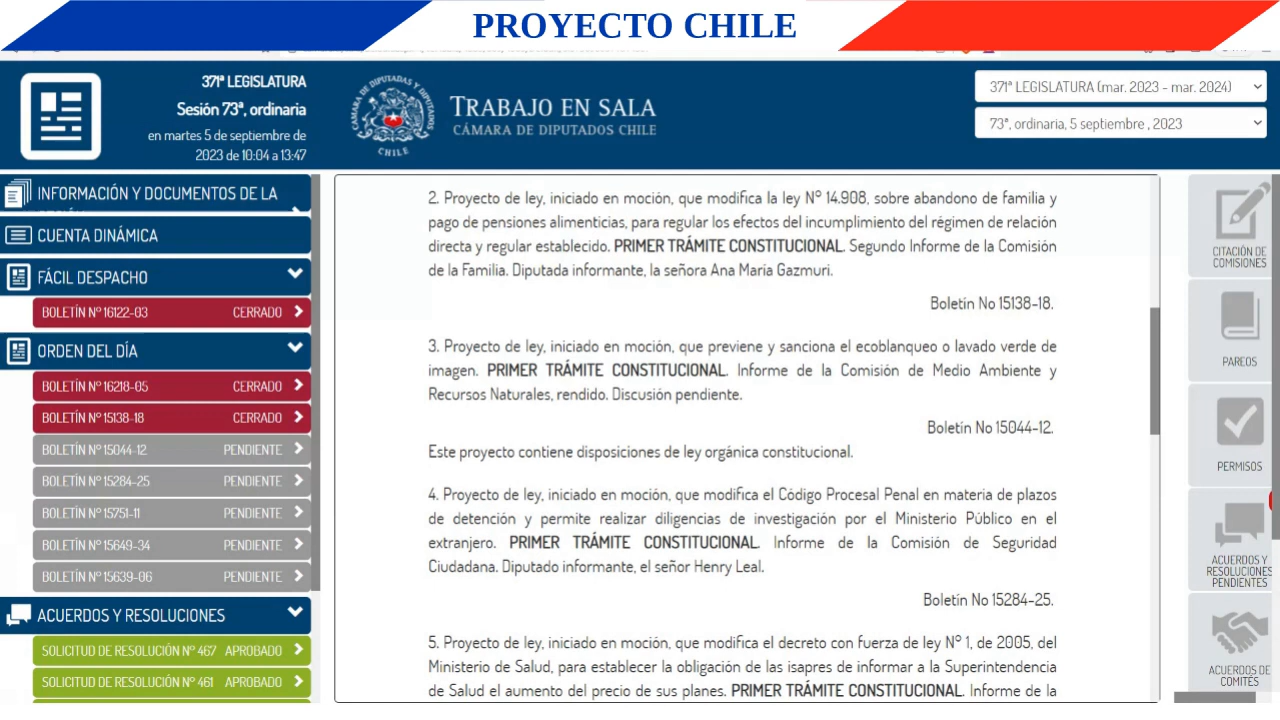 PROYECTO CHILE
371ª LEGISLATURA
Sesión 73ª, ordinaria
en martes 5 de septiembre de
2023 de 10:04 a 13:47
CÁMARA DE DIPUTADAS Y DIPUTADOS
CHILE
TRABAJO EN SALA
CÁMARA DE DIPUTADOS CHILE
371ª LEGISLATURA (mar. 2023 - mar. 2024)
73ª, ordinaria, 5 septiembre , 2023
INFORMACIÓN Y DOCUMENTOS DE LA
CUENTA DINÁMICA
FÁCIL DESPACHO
BOLETÍN Nº 16122-03 CERRADO
ORDEN DEL DÍA
BOLETÍN Nº 16218-05 CERRADO
BOLETÍN Nº 15138-18 CERRADO
BOLETÍN Nº 15044-12 PENDIENTE
BOLETÍN Nº 15284-25 PENDIENTE
BOLETÍN Nº 15751-11 PENDIENTE
BOLETÍN Nº 15649-34 PENDIENTE
BOLETÍN Nº 15639-06 PENDIENTE
ACUERDOS Y RESOLUCIONES
SOLICITUD DE RESOLUCIÓN Nº 467 APROBADO
SOLICITUD DE RESOLUCIÓN Nº 461 APROBADO
2. Proyecto de ley, iniciado en moción, que modifica la ley N° 14.908, sobre abandono de familia y
pago de pensiones alimenticias, para regular los efectos del incumplimiento del régimen de relación
directa y regular establecido. PRIMER TRÁMITE CONSTITUCIONAL. Segundo Informe de la Comisión
de la Familia. Diputada informante, la señora Ana María Gazmuri.
Boletín No 15138-18.
3. Proyecto de ley, iniciado en moción, que previene y sanciona el ecoblanqueo o lavado verde de
imagen. PRIMER TRÁMITE CONSTITUCIONAL. Informe de la Comisión de Medio Ambiente y
Recursos Naturales, rendido. Discusión pendiente.
Boletín No 15044-12.
Este proyecto contiene disposiciones de ley orgánica constitucional.
4. Proyecto de ley, iniciado en moción, que modifica el Código Procesal Penal en materia de plazos
de detención y permite realizar diligencias de investigación por el Ministerio Público en el
extranjero. PRIMER TRÁMITE CONSTITUCIONAL. Informe de la Comisión de Seguridad
Ciudadana. Diputado informante, el señor Henry Leal.
Boletín No 15284-25.
5. Proyecto de ley, iniciado en moción, que modifica el decreto con fuerza de ley N° 1, de 2005, del
Ministerio de Salud, para establecer la obligación de las isapres de informar a la Superintendencia
de Salud el aumento del precio de sus planes. PRIMER TRÁMITE CONSTITUCIONAL. Informe de la
CITACIÓN DE
COMISIONES
PAREOS
PERMISOS
ACUERDOS Y
RESOLUCIONES
PENDIENTES
ACUERDOS DE
COMITÉS